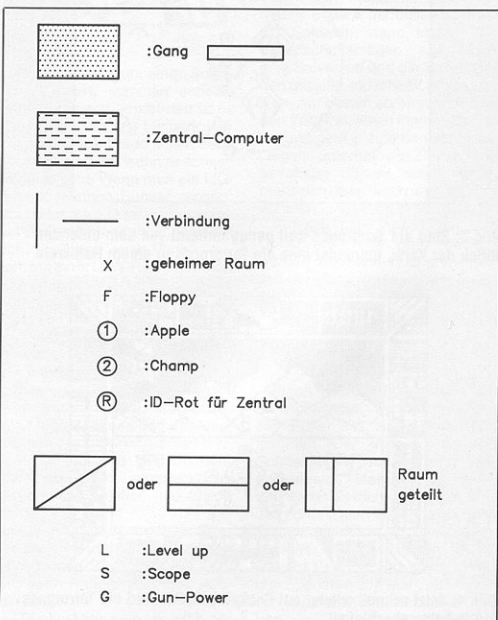 :Gang
:Zentral-Computer
:Verbindung
X :geheimer Raum
F :Floppy
1 :Apple
2 :Champ
R :ID-Rot für Zentral
oder oder Raum geteilt
L :Level up
S :Scope
G :Gun-Power